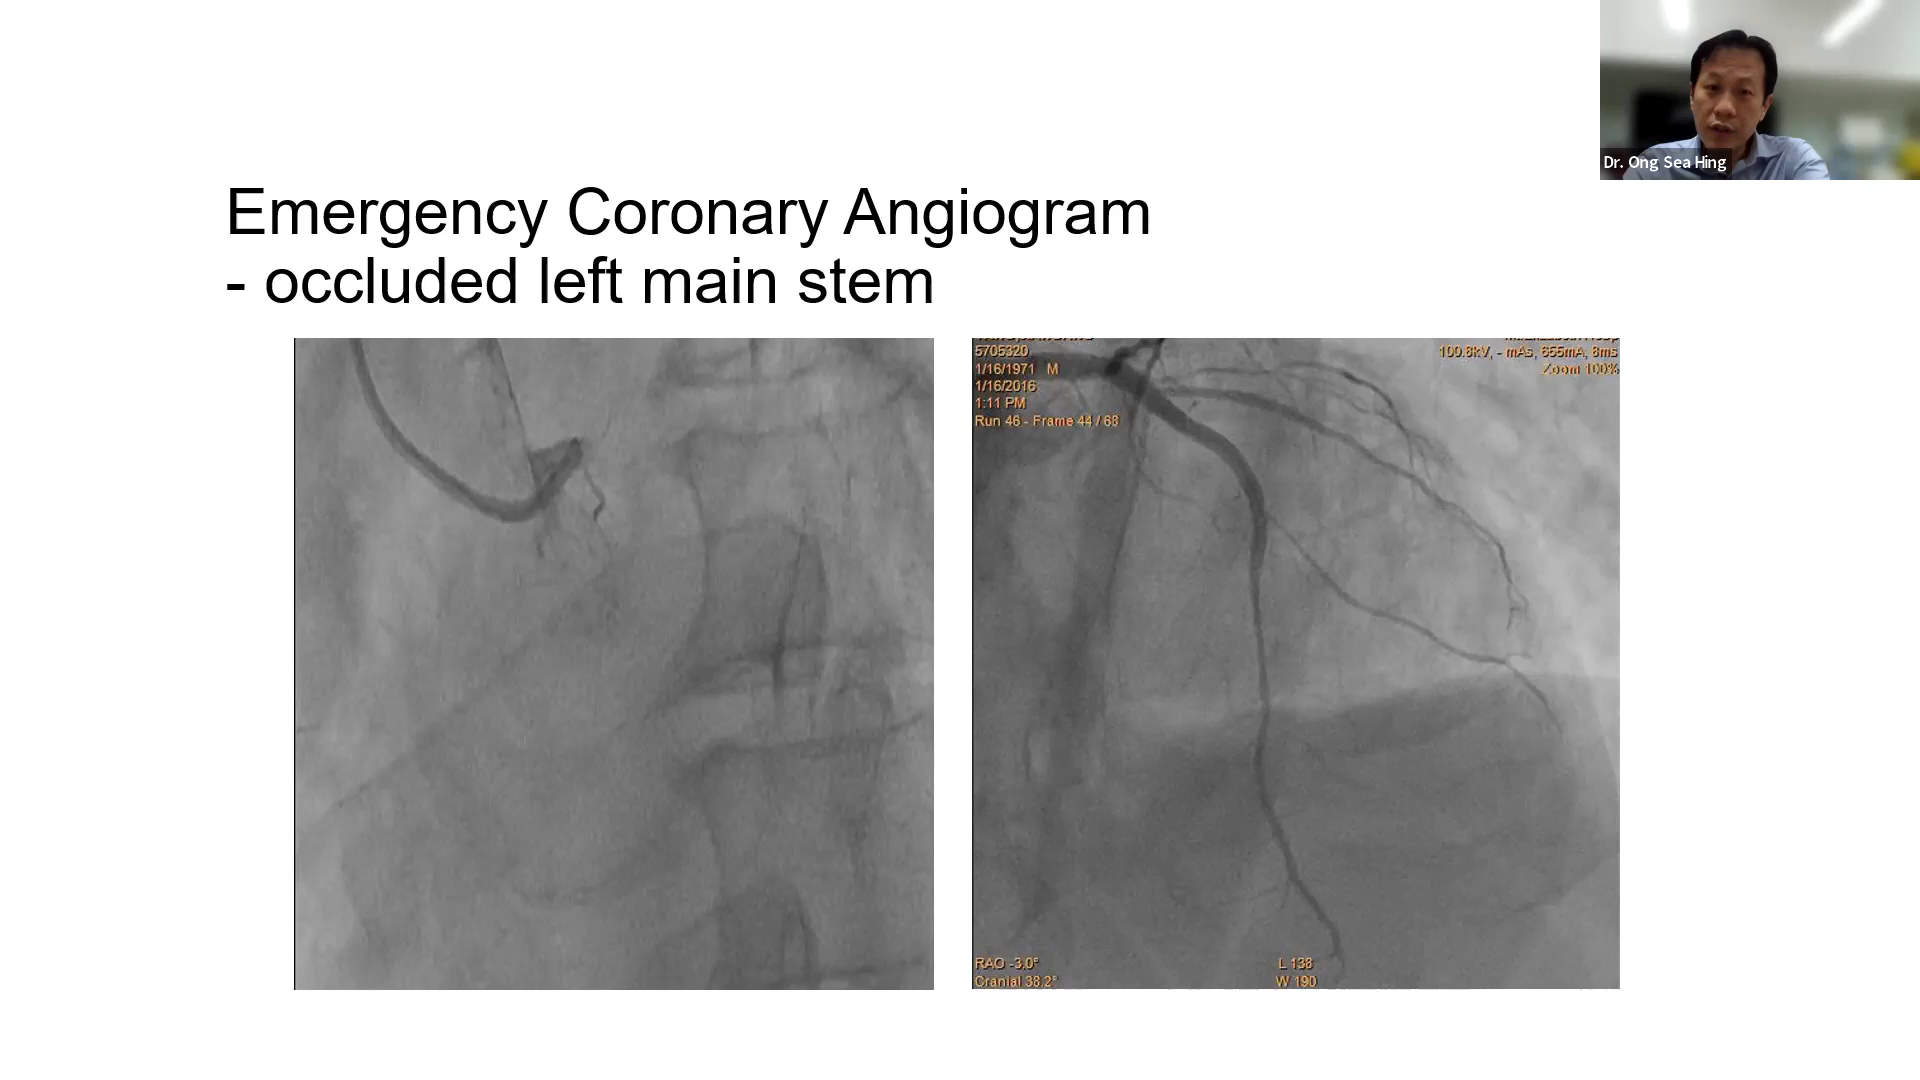 Dr. Ong Sea Hing
Emergency Coronary Angiogram
- occluded left main stem
5705320
1/16/1971 M
1/16/2016
1:11 PM
Run 46 - Frame 44 / 68
100.8kV, - mAs, 655mA, 8ms
Zoom 100%
RAO -3.0°
Cranial 38.2°
L 138
W 190